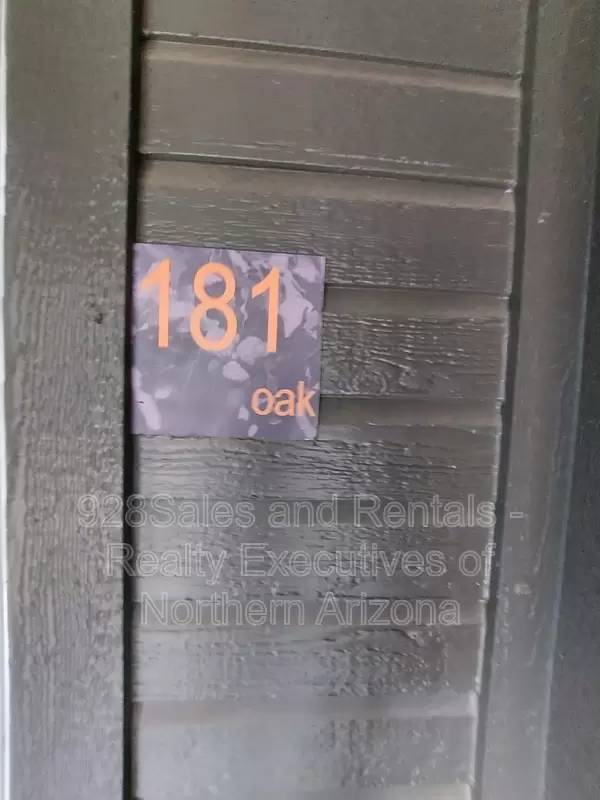 181
oak
928Sales and Rentals -
Realty Executives of
Northern Arizona